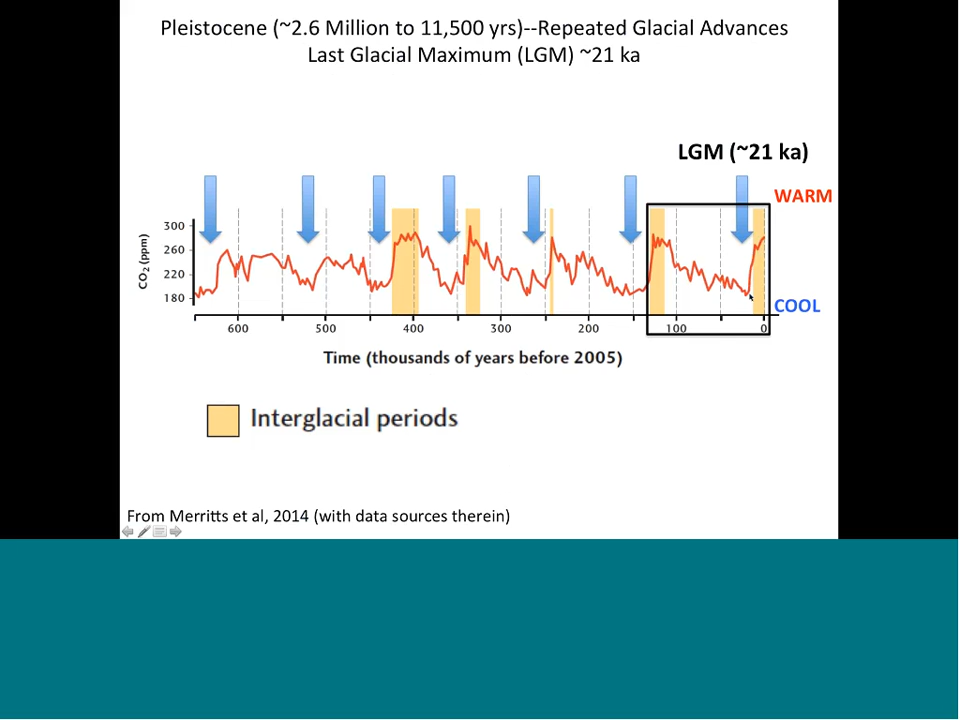 Pleistocene (~2.6 Million to 11,500 yrs)--Repeated Glacial Advances
Last Glacial Maximum (LGM) ~21 ka
LGM (~21 ka)
WARM
300
260
220
180
CO2 (ppm)
COOL
600 500 400 300 200 100 0
Time (thousands of years before 2005)
Interglacial periods
From Merritts et al, 2014 (with data sources therein)